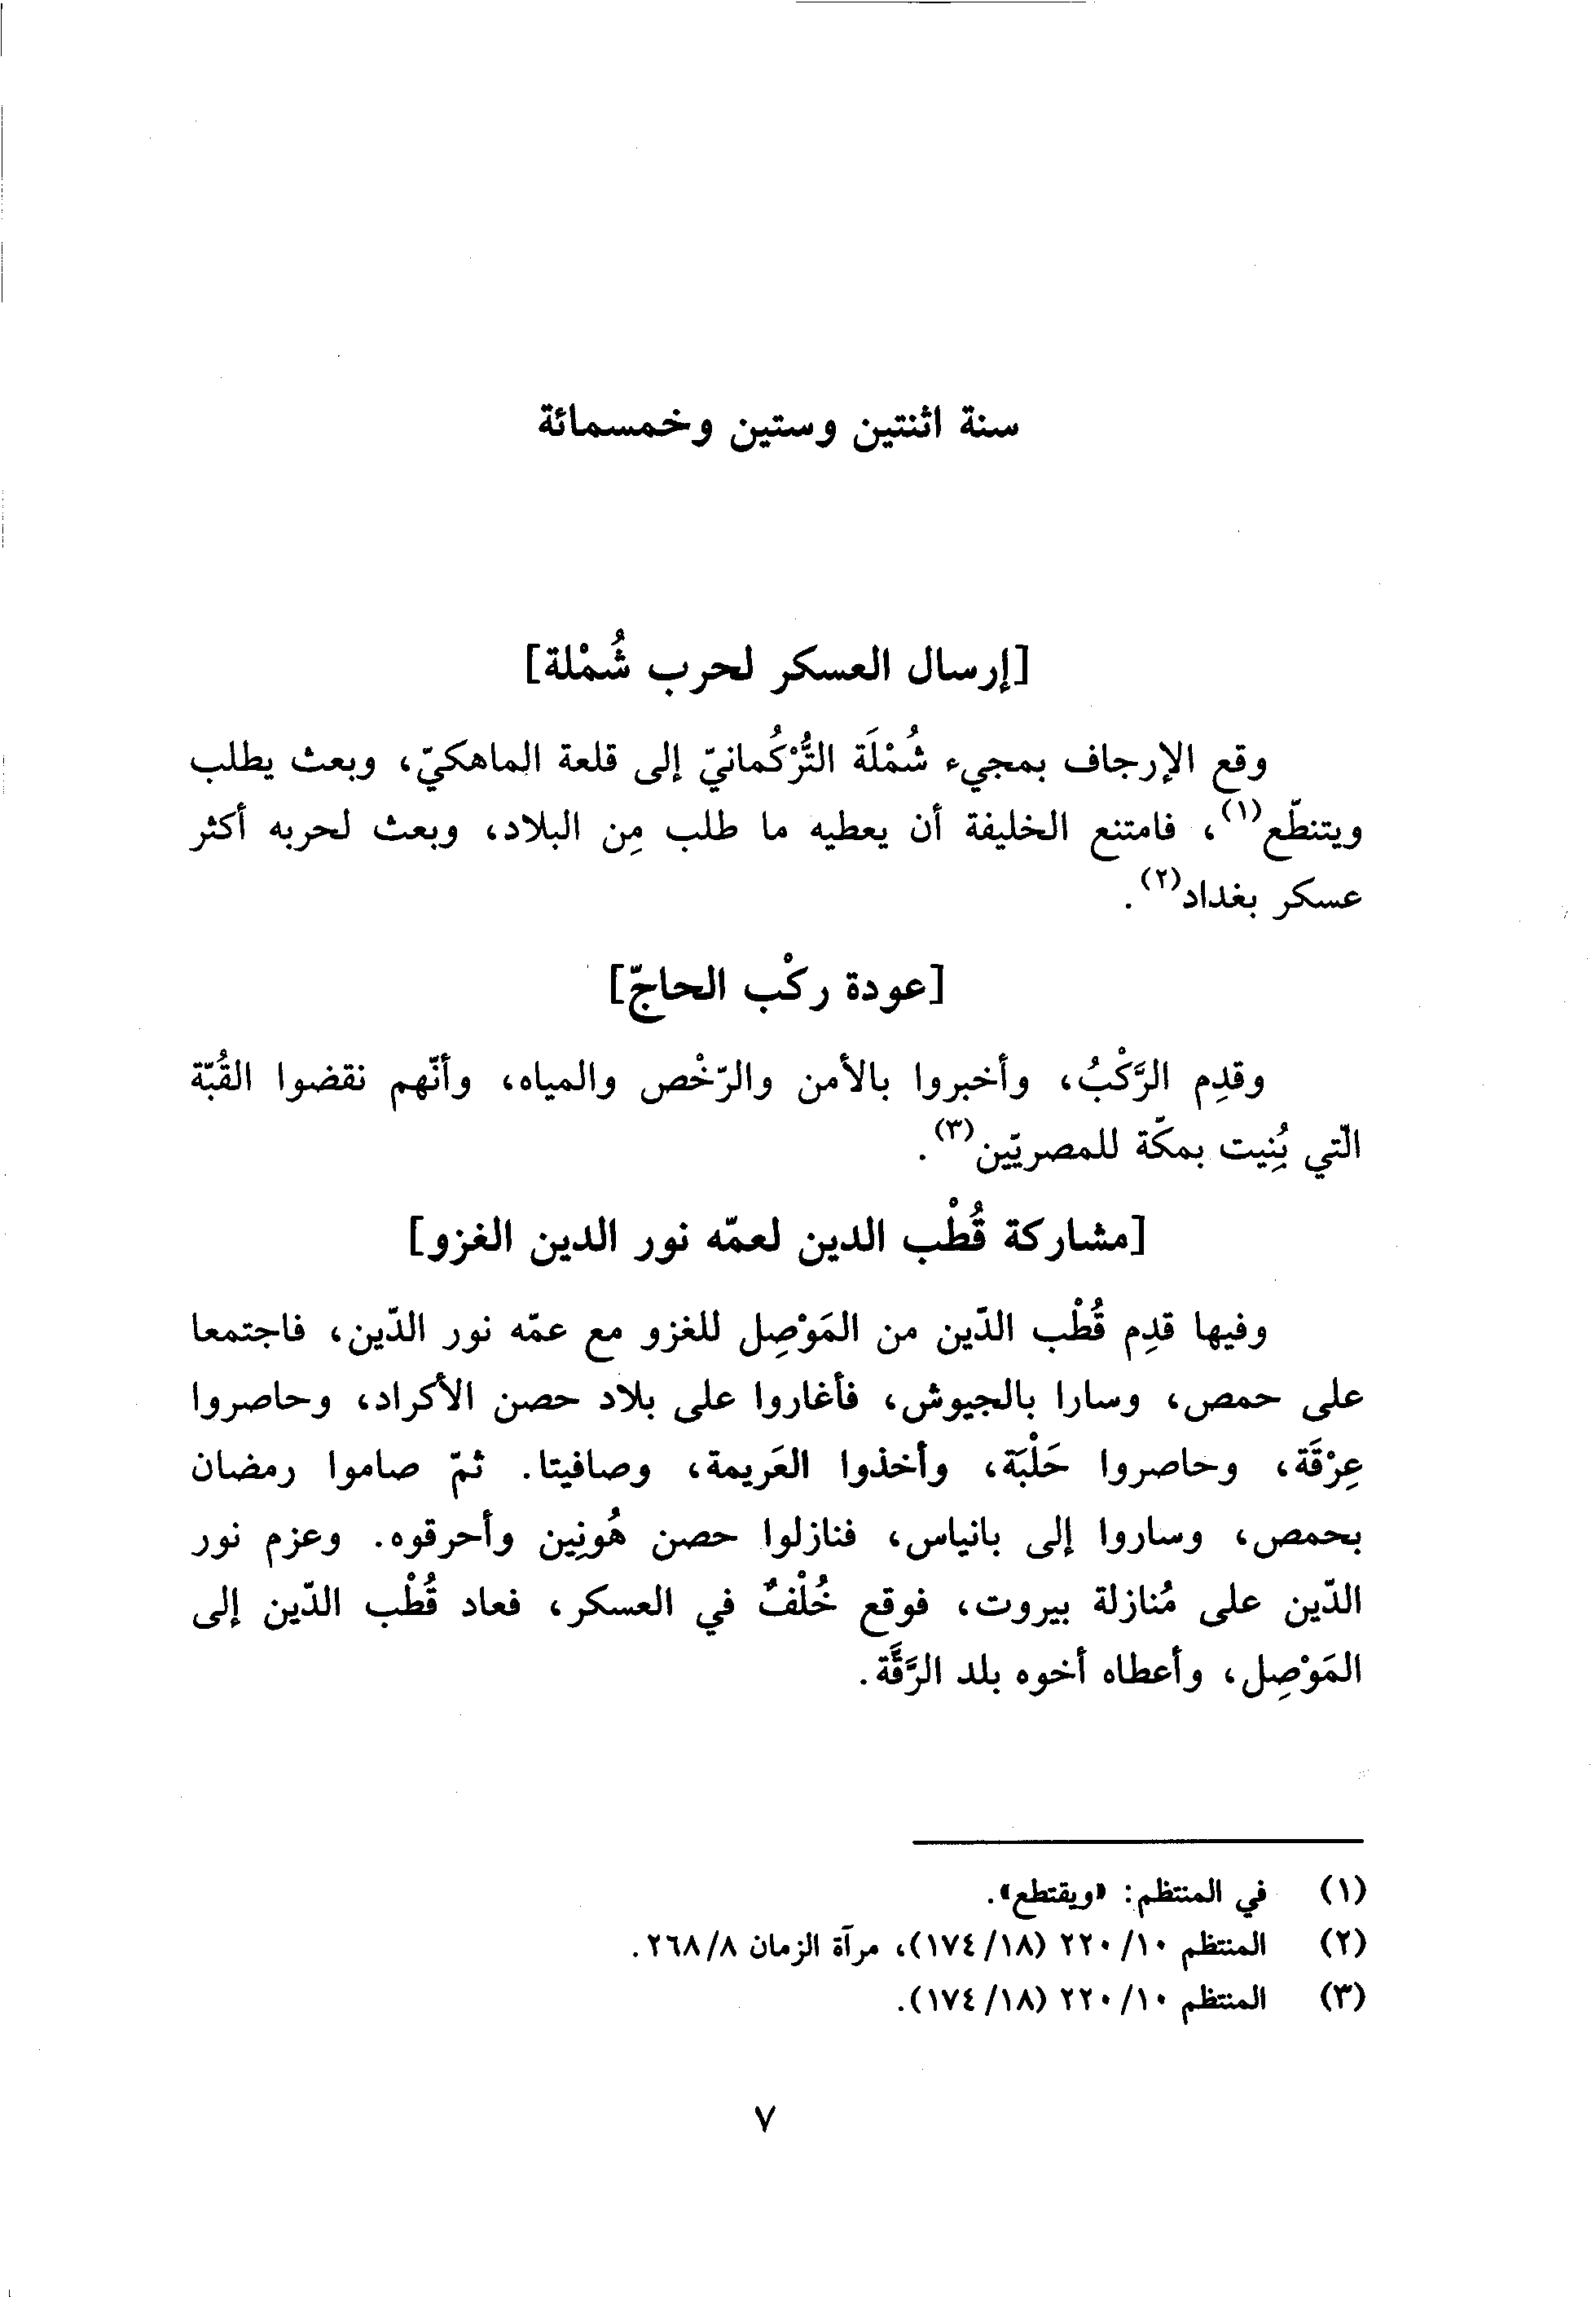 سنة اثنتين وستين وخمسمائة
[إرسال العسكر لحرب شُمْلة]
وقع الإرجاف بمجيء شُمْلَة التُّرْكُمانيّ إلى قلعة الماهكيّ، وبعث يطلب
ويتنطّع(١)، فامتنع الخليفة أن يعطيه ما طلب مِن البلاد، وبعث لحربه أكثر
عسكر بغداد(٢).
[عودة ركْب الحاجّ]
وقدِم الرَّكْبُ، وأخبروا بالأمن والرّخْص والمياه، وأنّهم نقضوا القُبّة
الّتي بُنِيت بمكّة للمصريّين(٣).
[مشاركة قُطْب الدين لعمّه نور الدين الغزو]
وفيها قدِم قُطْب الدّين من المَوْصِل للغزو مع عمّه نور الدّين، فاجتمعا
على حمص، وسارا بالجيوش، فأغاروا على بلاد حصن الأكراد، وحاصروا
عِرْقَة، وحاصروا حَلْبَة، وأخذوا العَريمة، وصافيتا. ثمّ صاموا رمضان
بحمص، وساروا إلى بانياس، فنازلوا حصن هُونِين وأحرقوه. وعزم نور
الدّين على مُنازلة بيروت، فوقع خُلْفٌ في العسكر، فعاد قُطْب الدّين إلى
المَوْصِل، وأعطاه أخوه بلد الرَّقَّة.
(١) في المنتظم: «ويقتطع».
(٢) المنتظم ١٠/ ٢٢٠ (١٨/ ١٧٤)، مرآة الزمان ٨/ ٢٦٨.
(٣) المنتظم ١٠/ ٢٢٠ (١٨/ ١٧٤).
٧